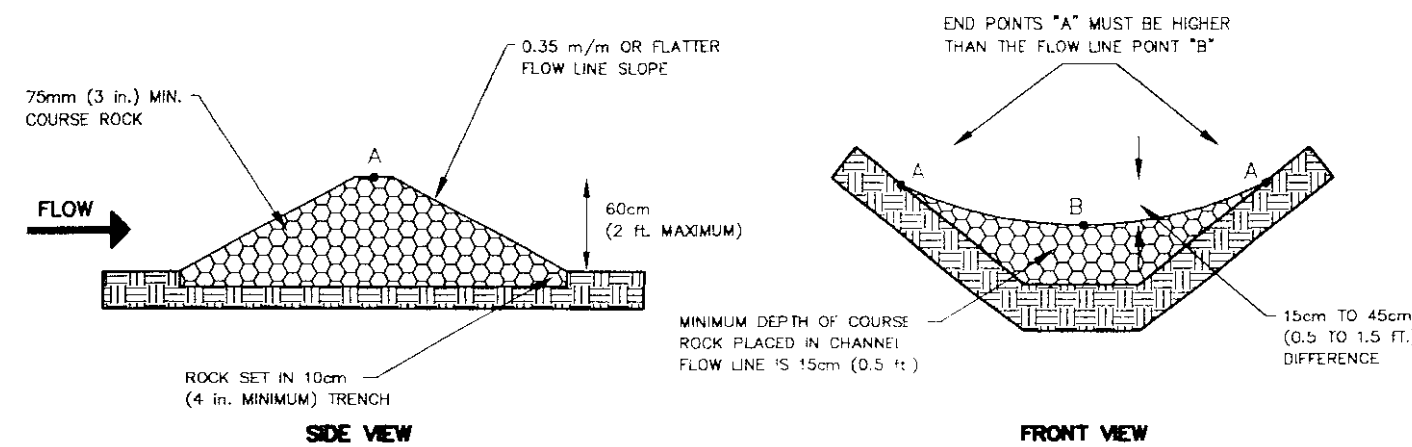 0.35 m/m OR FLATTER
FLOW LINE SLOPE
75mm (3 in.) MIN.
COURSE ROCK
A
FLOW
60cm
(2 ft. MAXIMUM)
ROCK SET IN 10cm
(4 in. MINIMUM) TRENCH
SIDE VIEW
END POINTS "A" MUST BE HIGHER
THAN THE FLOW LINE POINT "B"
A
A
B
MINIMUM DEPTH OF COURSE
ROCK PLACED IN CHANNEL
FLOW LINE IS 15cm (0.5 ft.)
15cm TO 45cm
(0.5 TO 1.5 FT.
DIFFERENCE
FRONT VIEW